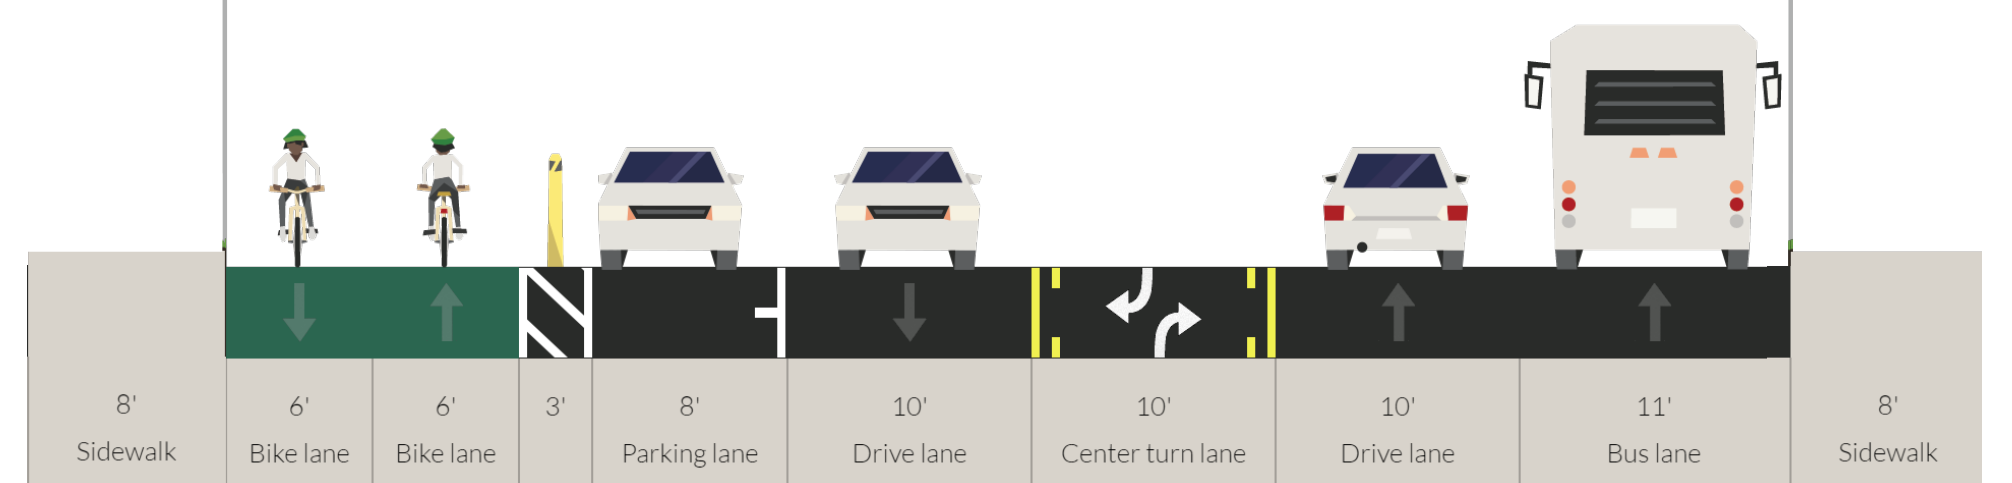 8' 6' 6' 3' 8' 10' 10' 10' 11' 8'
Sidewalk Bike lane Bike lane Parking lane Drive lane Center turn lane Drive lane Bus lane Sidewalk